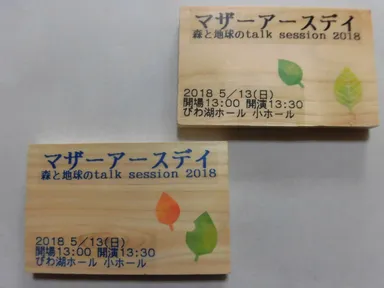 マザーアースデイ
森と地球のtalk session 2018
2018 5/13(日)
開場13:00 開演13:30
びわ湖ホール 小ホール
マザーアースデイ
森と地球のtalk session 2018
2018 5/13(日)
開場13:00 開演13:30
びわ湖ホール 小ホール